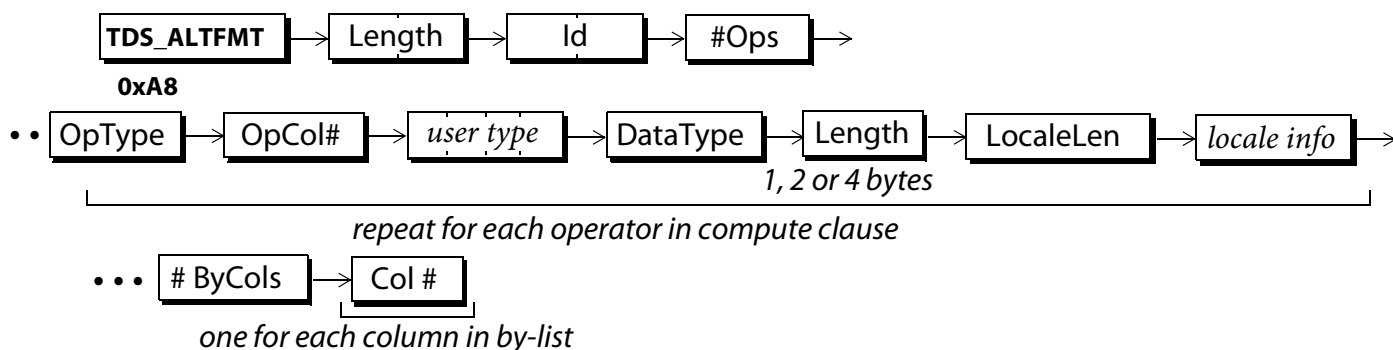 TDS_ALTFMT Length Id #Ops
0xA8
•• OpType OpCol# user type DataType Length LocaleLen locale info
1, 2 or 4 bytes
repeat for each operator in compute clause
••• # ByCols Col #
one for each column in by-list